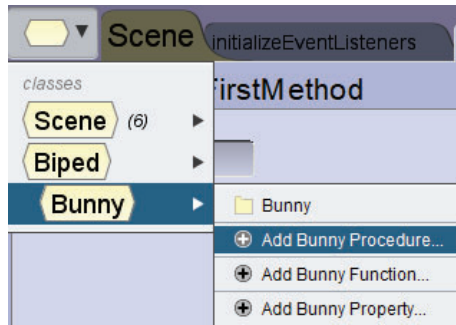 Scene initializeEventListeners
classes
FirstMethod
Scene (6)
Biped
Bunny
Bunny
Add Bunny Procedure...
Add Bunny Function...
Add Bunny Property...